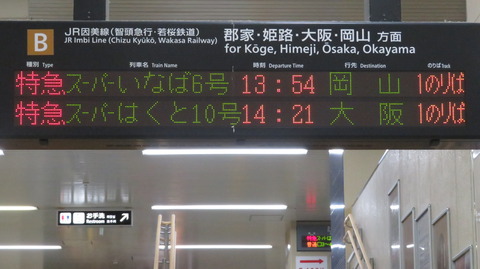 B JR因美線(智頭急行・若桜鉄道)
JR Imbi Line (Chizu Kyūkō, Wakasa Railway)
郡家・姫路・大阪・岡山 方面
for Kōge, Himeji, Ōsaka, Okayama
種別 Type 列車名 Train Name 時刻 Departure Time 行先 Destination のりば Track
特急 スーパーいなば6号 13:54 岡山 1のりば
特急 スーパーはくと10号 14:21 大阪 1のりば
お手洗
Restroom